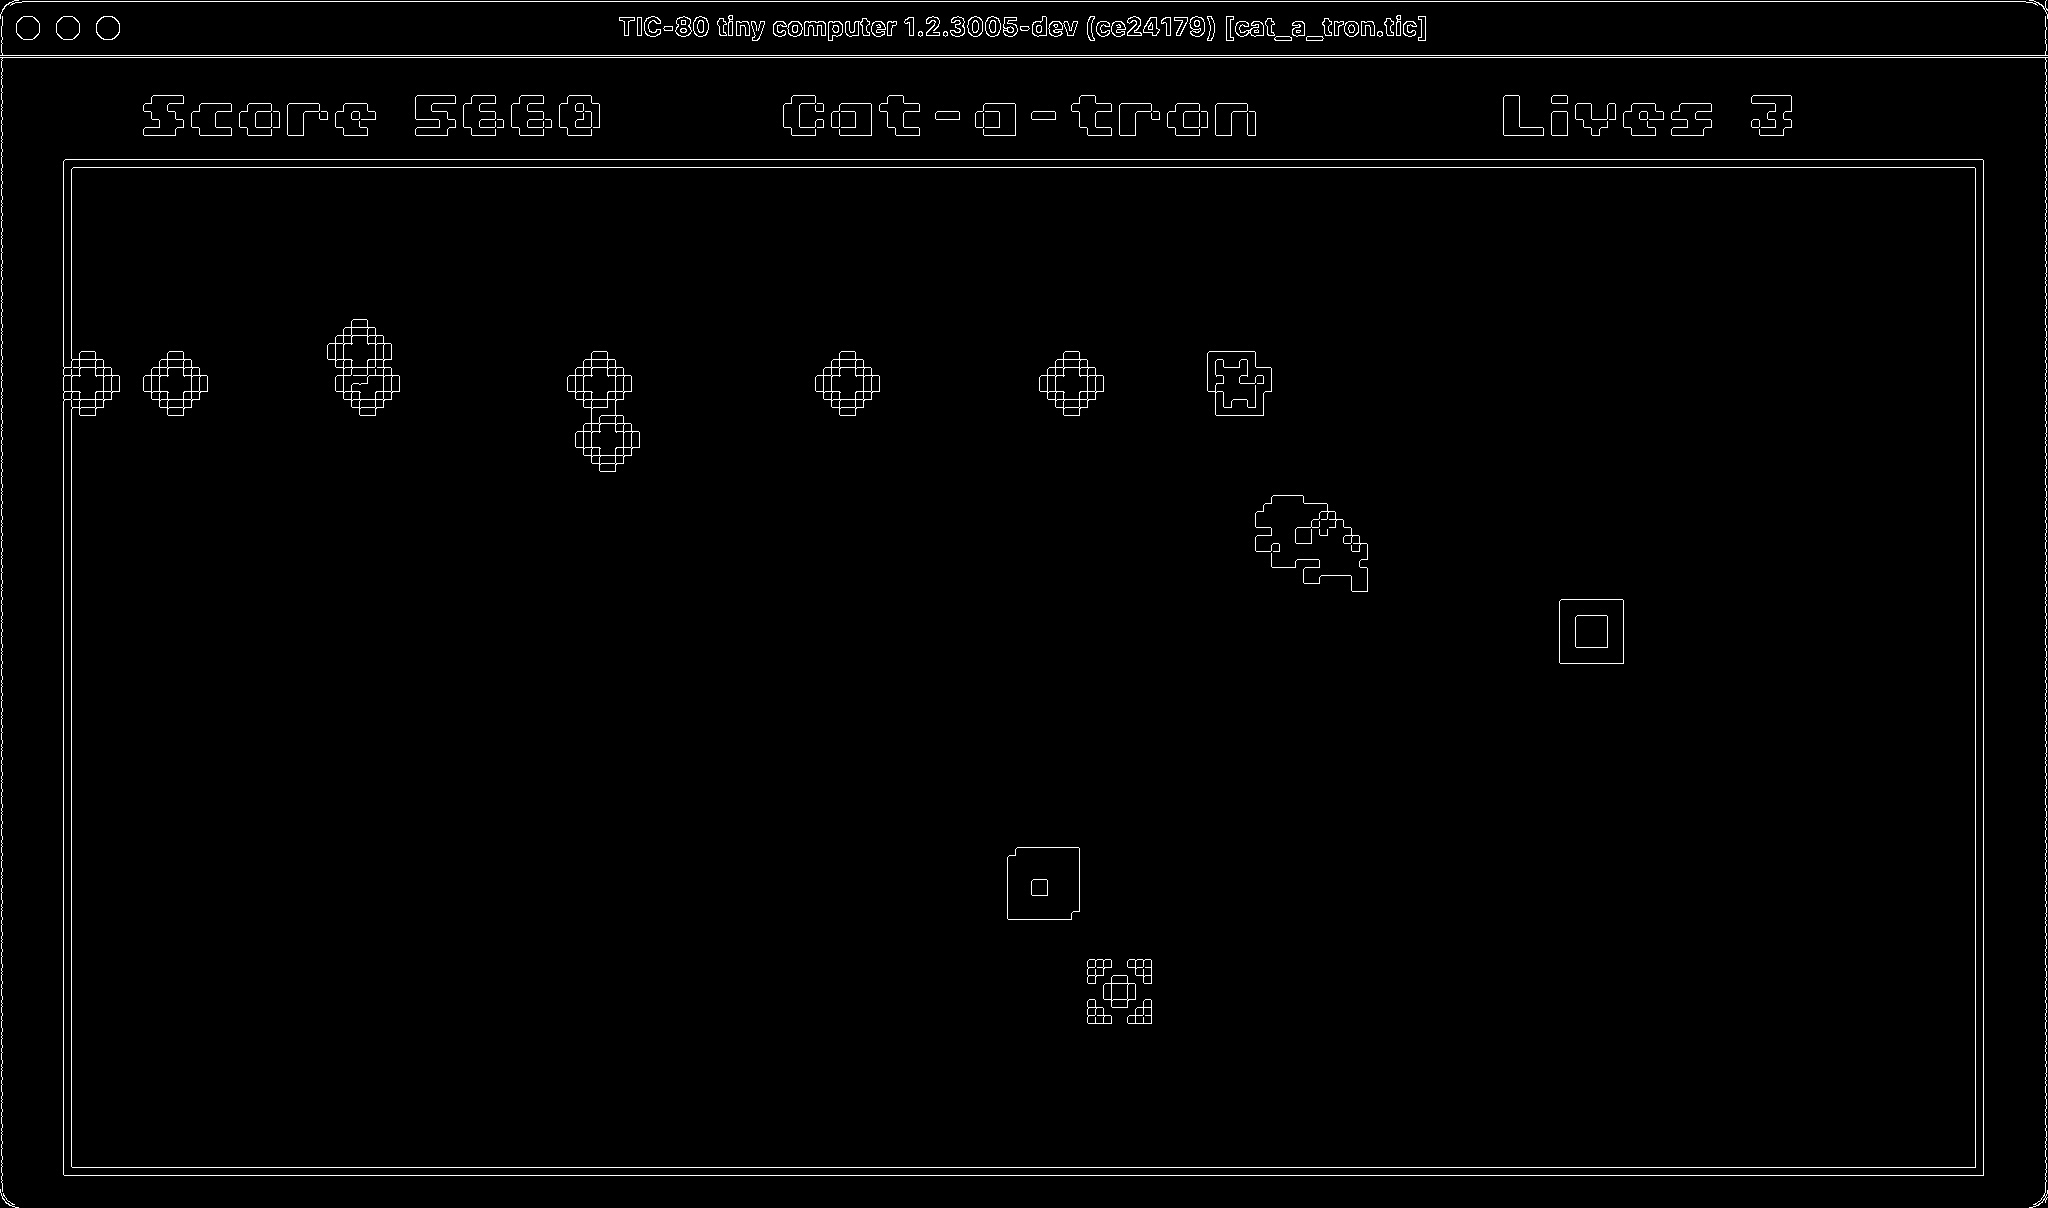 TIC-80 tiny computer 1.2.3005-dev (ce24179) [cat_a_tron.tic]
Score 5660 Cat-a-tron Lives 3